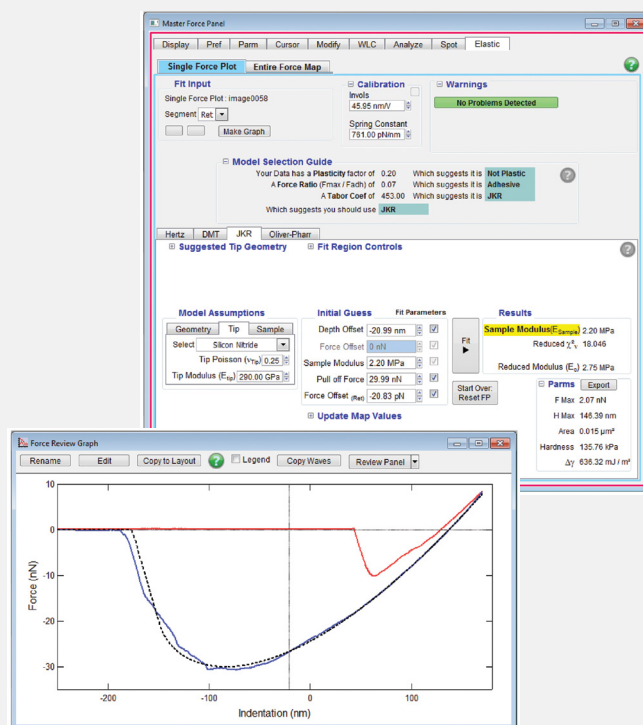 Master Force Panel
Display Pref Parm Cursor Modify WLC Analyze Spot Elastic
Single Force Plot Entire Force Map
Fit Input
Single Force Plot : image0058
Segment Ret
Make Graph
Calibration
Invols
45.95 nm/V
Spring Constant
761.00 pN/nm
Warnings
No Problems Detected
Model Selection Guide
Your Data has a Plasticity factor of 0.20 Which suggests it is Not Plastic
A Force Ratio (Fmax / Fadh) of 0.07 Which suggests it is Adhesive
A Tabor Coef of 453.00 Which suggests it is JKR
Which suggests you should use JKR
Hertz DMT JKR Oliver-Pharr
Suggested Tip Geometry Fit Region Controls
Model Assumptions
Geometry Tip Sample
Select Silicon Nitride
Tip Poisson (νTip) 0.25
Tip Modulus (ETip) 290.00 GPa
Initial Guess Fit Parameters
Depth Offset -20.99 nm
Force Offset 0 nN
Sample Modulus 2.20 MPa
Pull off Force 29.99 nN
Force Offset (Ret) -20.83 pN
Update Map Values
Fit
Start Over:
Reset FP
Results
Sample Modulus(ESample) 2.20 MPa
Reduced χ²ν 18.046
Reduced Modulus (Ec) 2.75 MPa
Parms Export
F Max 2.07 nN
H Max 146.39 nm
Area 0.015 μm²
Hardness 135.76 kPa
Δγ 636.32 mJ / m²
Force Review Graph
Rename Edit Copy to Layout ? Legend Copy Waves Review Panel
10
0
-10
-20
-30
Force (nN)
-200 -100 0 100
Indentation (nm)